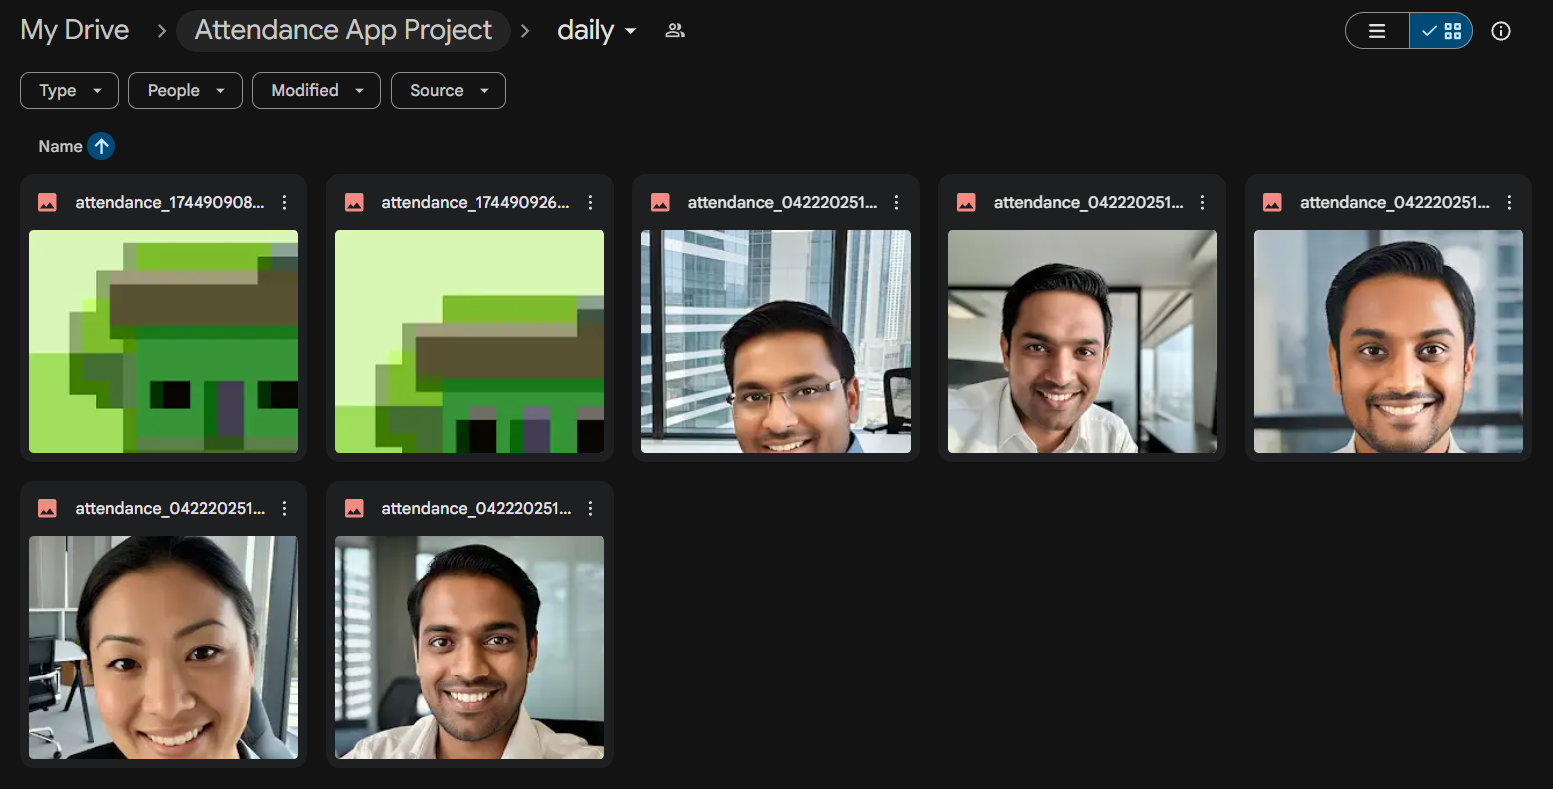 My Drive > Attendance App Project > daily
Type People Modified Source
Name
attendance_174490908... attendance_174490926... attendance_042220251... attendance_042220251... attendance_042220251...
attendance_042220251... attendance_042220251...